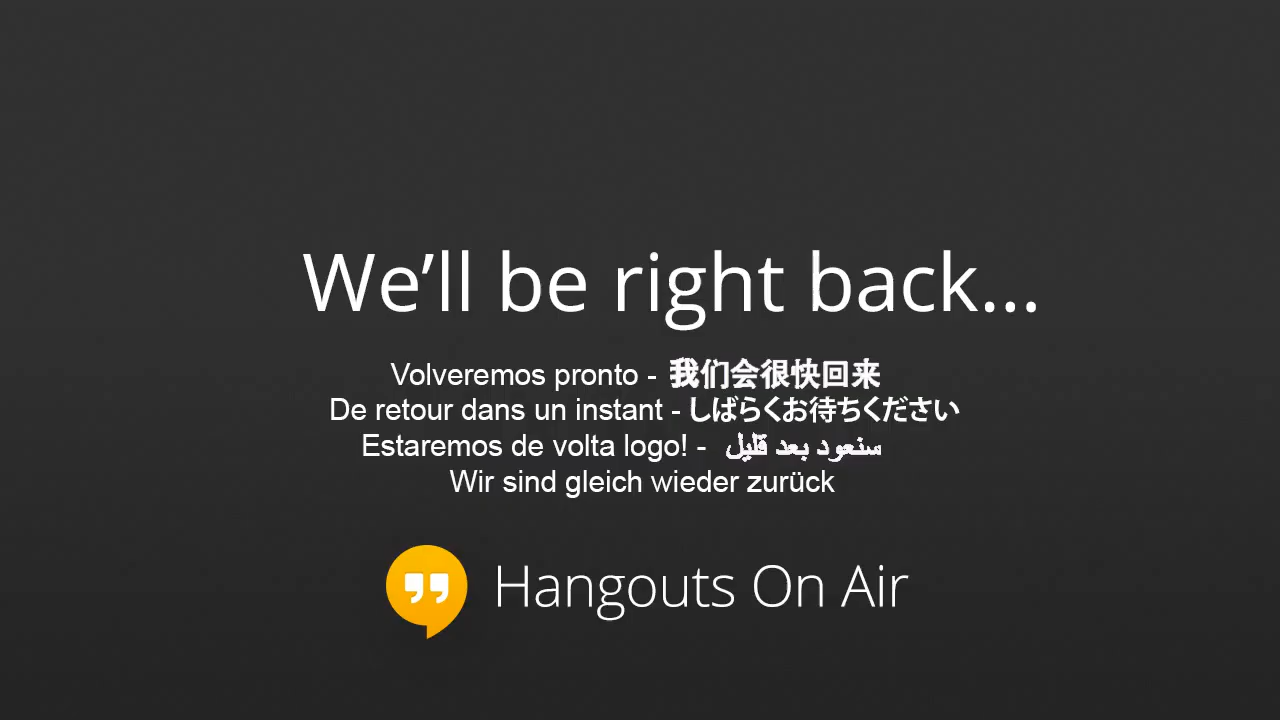 We’ll be right back...
Volveremos pronto - 我们会很快回来
De retour dans un instant - しばらくお待ちください
Estaremos de volta logo! - سنعود بعد قليل
Wir sind gleich wieder zurück
Hangouts On Air